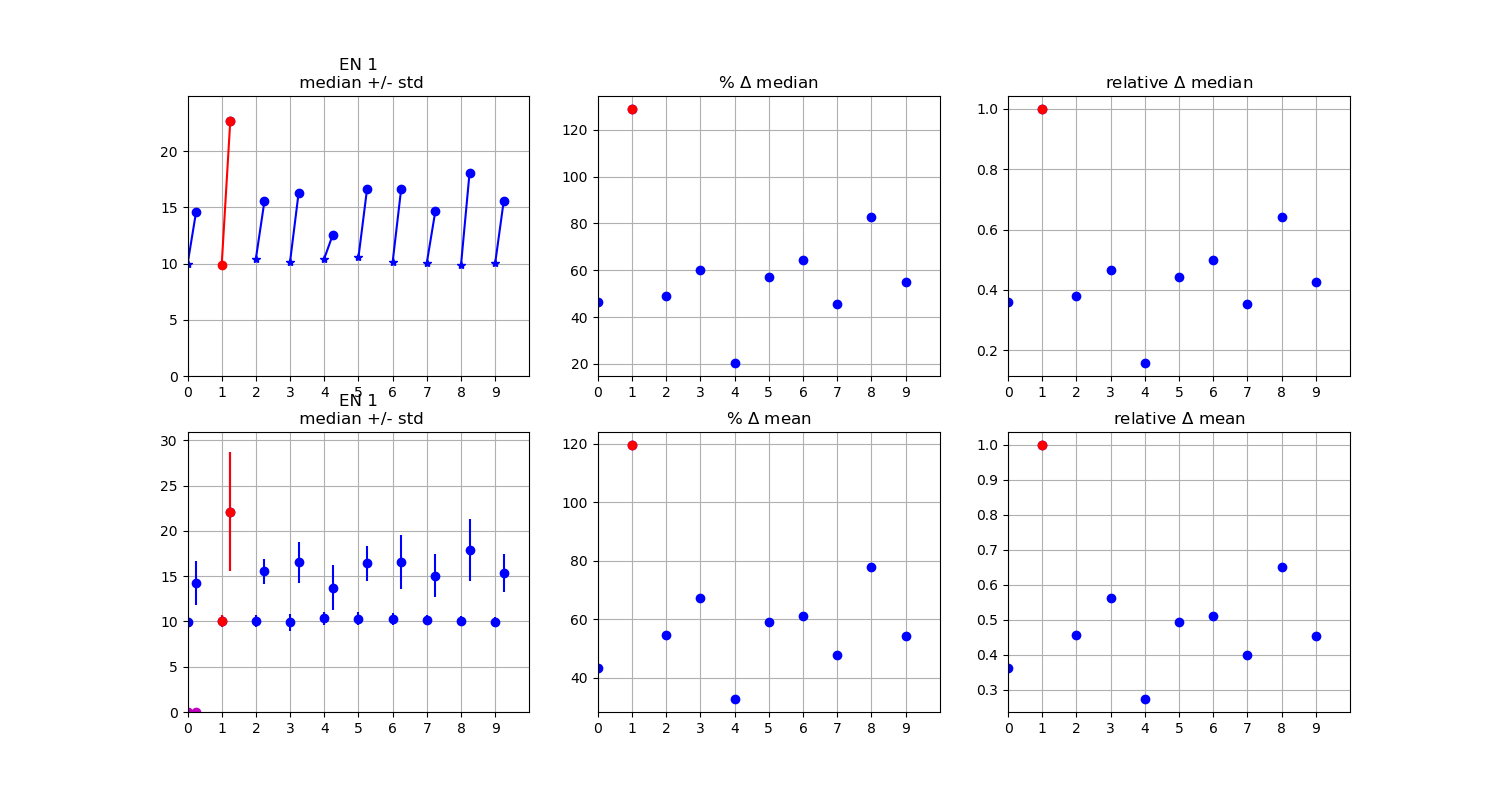 EN 1
median +/- std
% Δ median
relative Δ median
20
15
10
5
0
0 1 2 3 4 5 6 7 8 9
120
100
80
60
40
20
0 1 2 3 4 5 6 7 8 9
1.0
0.8
0.6
0.4
0.2
0 1 2 3 4 5 6 7 8 9
EN 1
median +/- std
% Δ mean
relative Δ mean
30
25
20
15
10
5
0
0 1 2 3 4 5 6 7 8 9
120
100
80
60
40
0 1 2 3 4 5 6 7 8 9
1.0
0.9
0.8
0.7
0.6
0.5
0.4
0.3
0 1 2 3 4 5 6 7 8 9